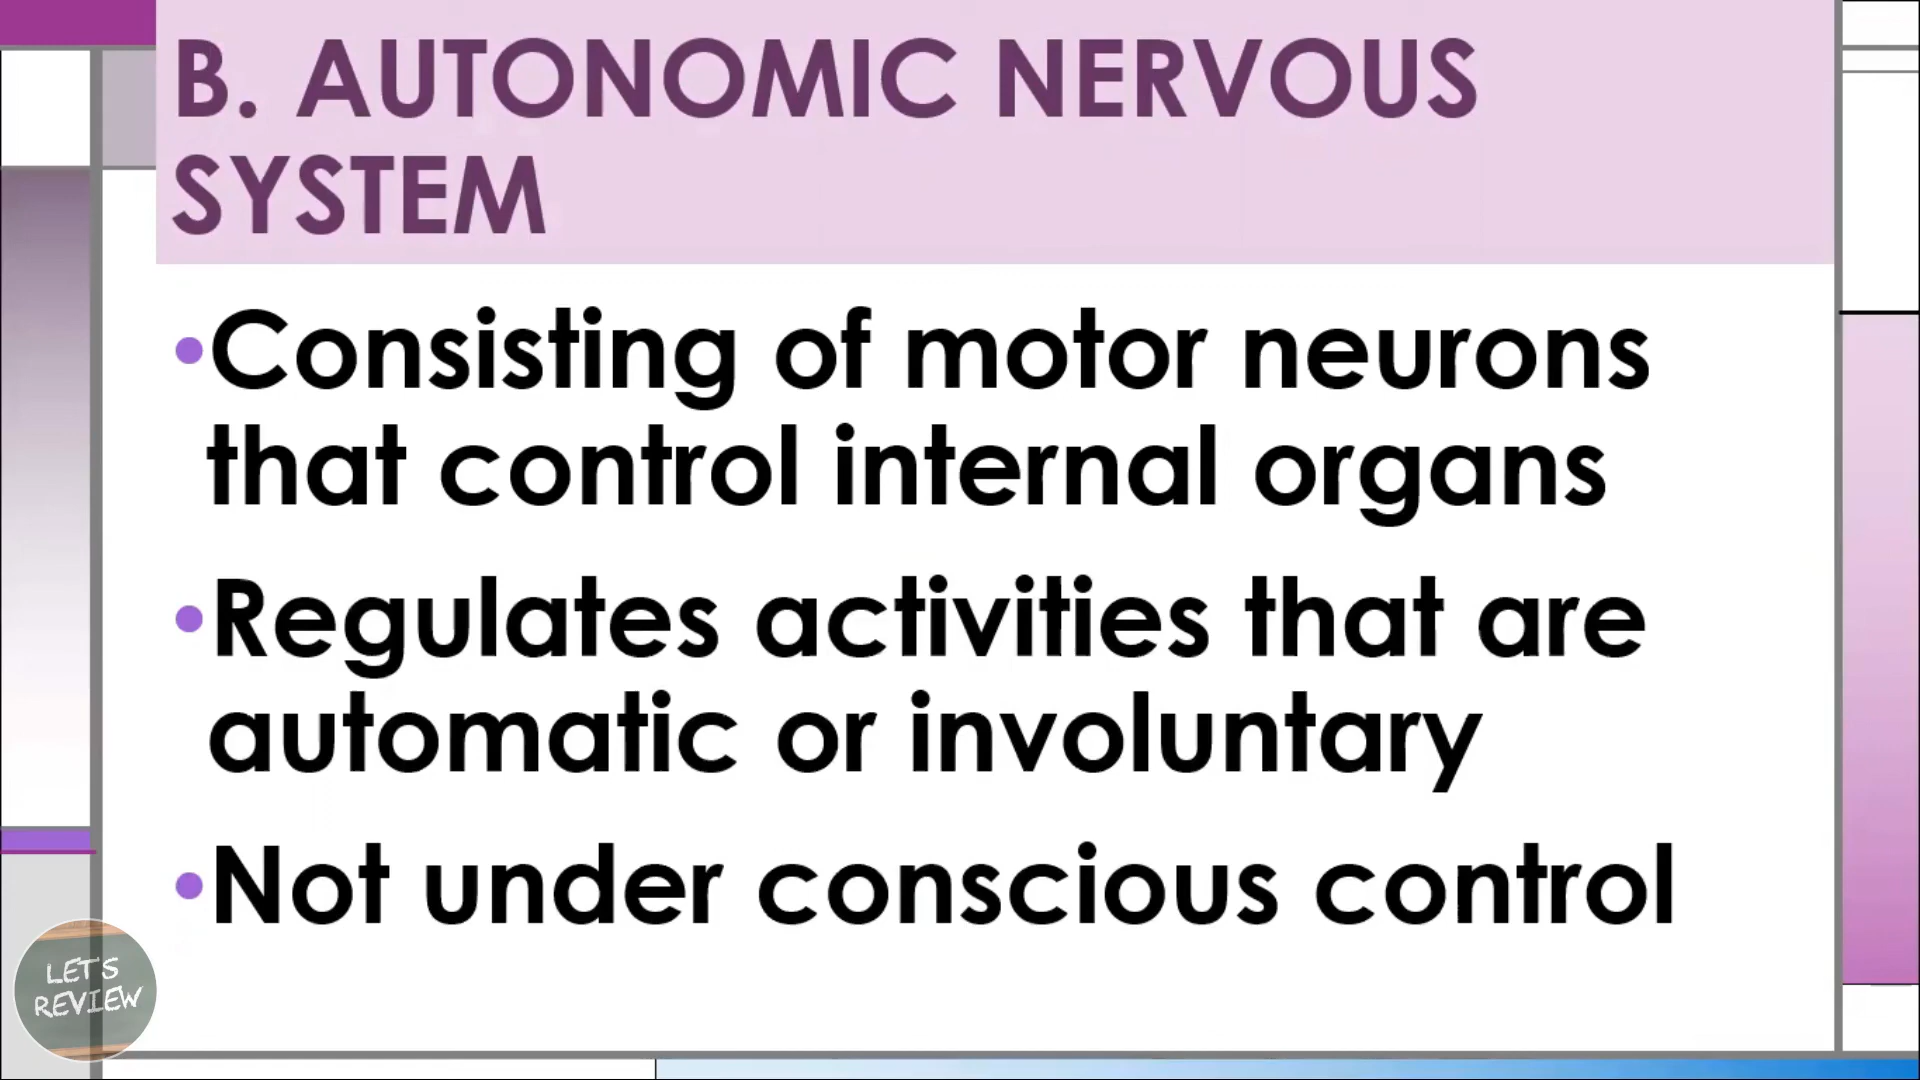 B. AUTONOMIC NERVOUS
SYSTEM
•Consisting of motor neurons
that control internal organs
•Regulates activities that are
automatic or involuntary
•Not under conscious control
LET'S
REVIEW